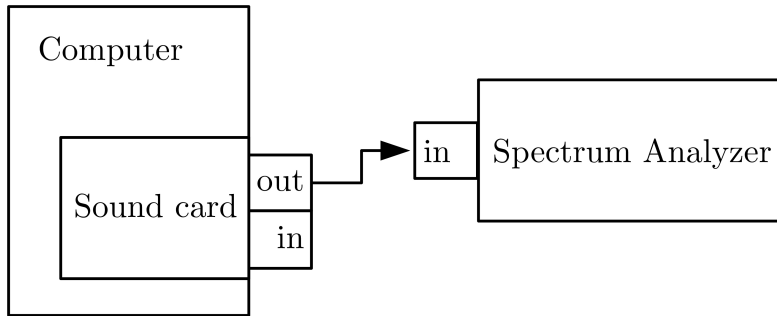 Computer
Sound card
out
in
in
Spectrum Analyzer